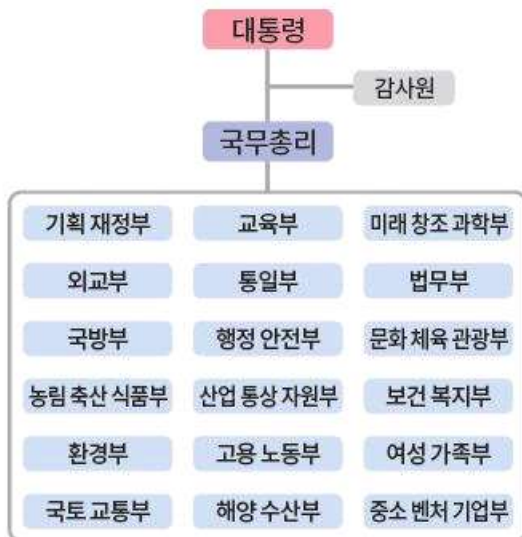 대통령
감사원
국무총리
기획 재정부 교육부 미래 창조 과학부
외교부 통일부 법무부
국방부 행정 안전부 문화 체육 관광부
농림 축산 식품부 산업 통상 자원부 보건 복지부
환경부 고용 노동부 여성 가족부
국토 교통부 해양 수산부 중소 벤처 기업부